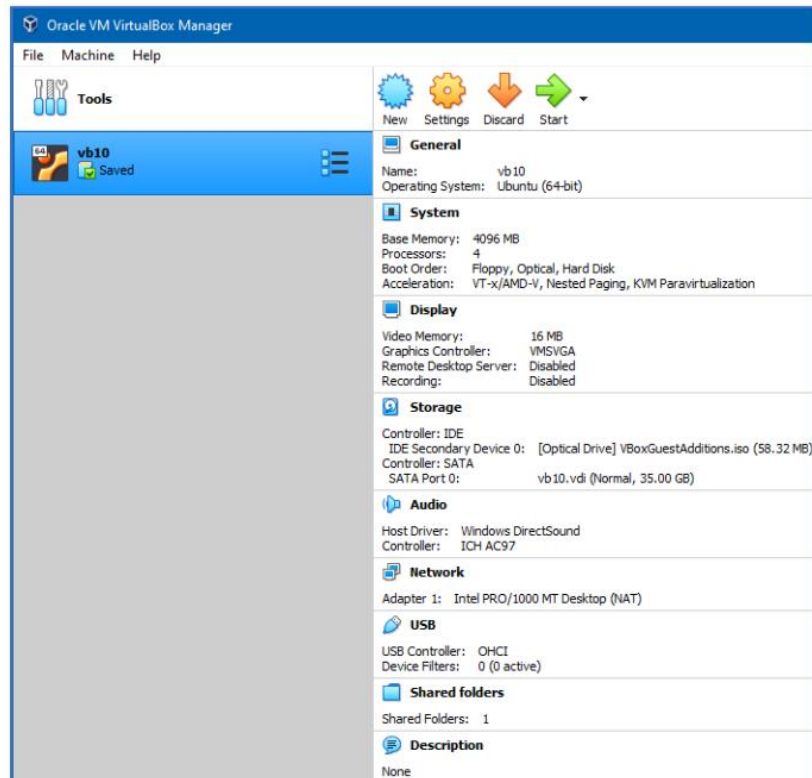 Oracle VM VirtualBox Manager
File Machine Help
Tools
New Settings Discard Start
64
vb10
Saved
General
Name: vb10
Operating System: Ubuntu (64-bit)
System
Base Memory: 4096 MB
Processors: 4
Boot Order: Floppy, Optical, Hard Disk
Acceleration: VT-x/AMD-V, Nested Paging, KVM Paravirtualization
Display
Video Memory: 16 MB
Graphics Controller: VMSVGA
Remote Desktop Server: Disabled
Recording: Disabled
Storage
Controller: IDE
IDE Secondary Device 0: [Optical Drive] VBoxGuestAdditions.iso (58.32 MB)
Controller: SATA
SATA Port 0: vb10.vdi (Normal, 35.00 GB)
Audio
Host Driver: Windows DirectSound
Controller: ICH AC97
Network
Adapter 1: Intel PRO/1000 MT Desktop (NAT)
USB
USB Controller: OHCI
Device Filters: 0 (0 active)
Shared folders
Shared Folders: 1
Description
None